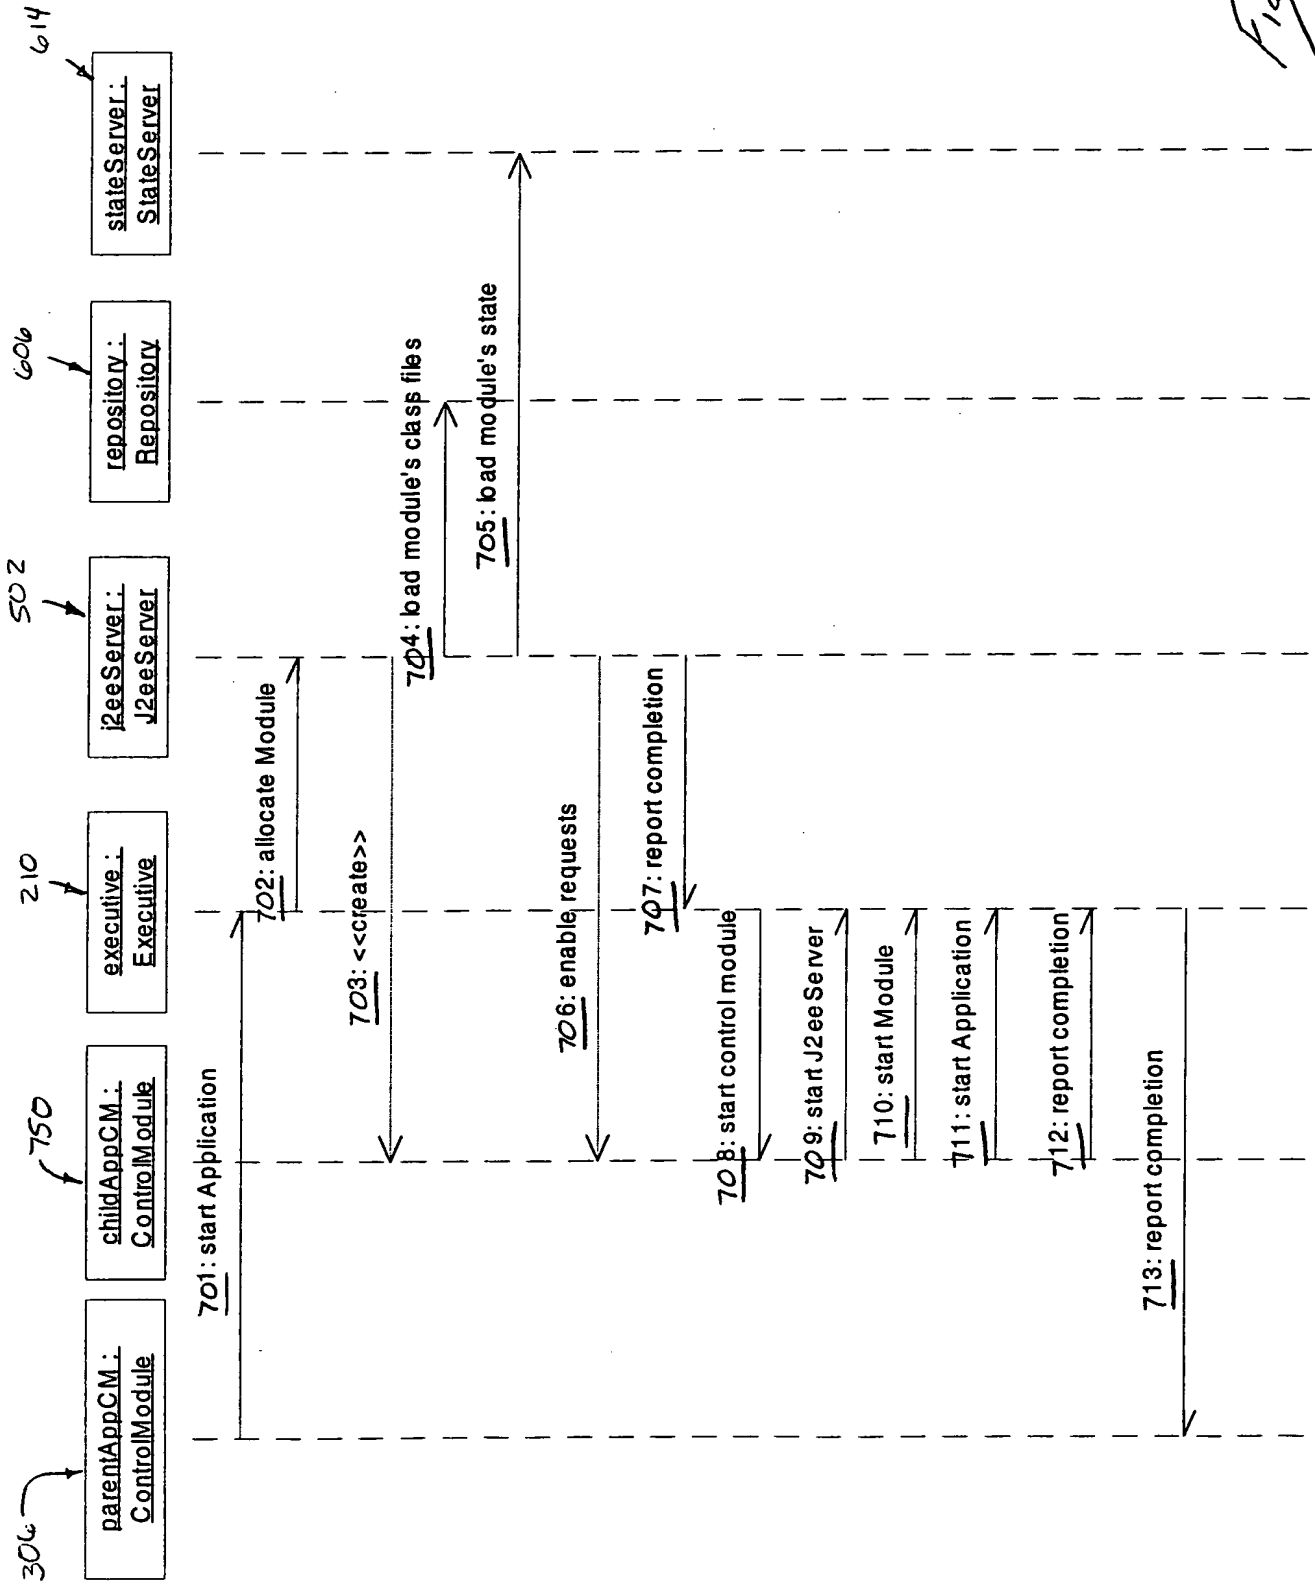 306
750
210
502
606
614
parentAppCM :
ControlModule
childAppCM :
ControlModule
executive :
Executive
j2eeServer :
J2eeServer
repository :
Repository
stateServer :
StateServer
701: start Application
702: allocate Module
703: <<create>>
704: load module's class files
705: load module's state
706: enable requests
707: report completion
708: start control module
709: start J2eeServer
710: start Module
711: start Application
712: report completion
713: report completion